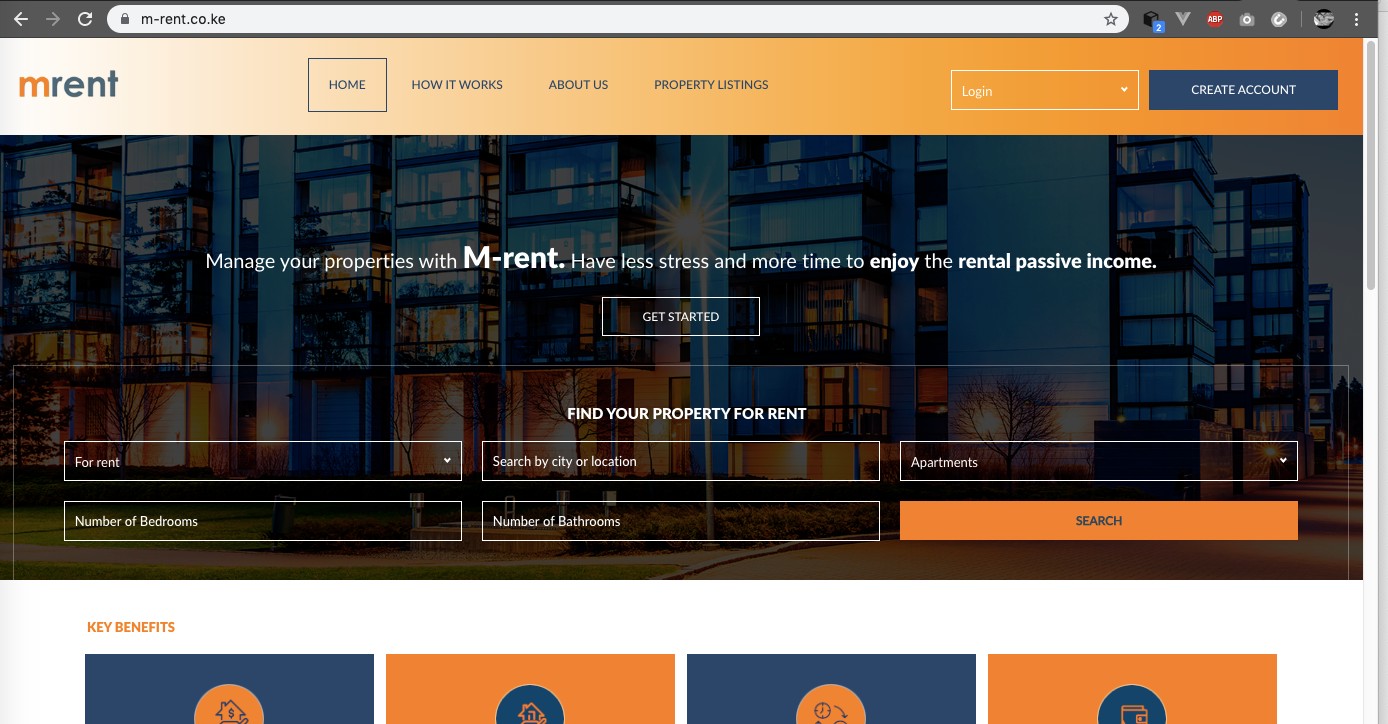 m-rent.co.ke
2
ABP
mrent
HOME
HOW IT WORKS
ABOUT US
PROPERTY LISTINGS
Login
CREATE ACCOUNT
Manage your properties with M-rent. Have less stress and more time to enjoy the rental passive income.
GET STARTED
FIND YOUR PROPERTY FOR RENT
For rent
Search by city or location
Apartments
Number of Bedrooms
Number of Bathrooms
SEARCH
KEY BENEFITS